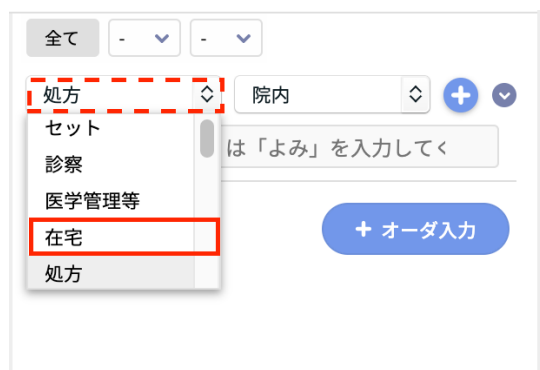 全て - -
処方 院内
セット
は「よみ」を入力してく
診察
医学管理等
在宅
+ オーダ入力
処方